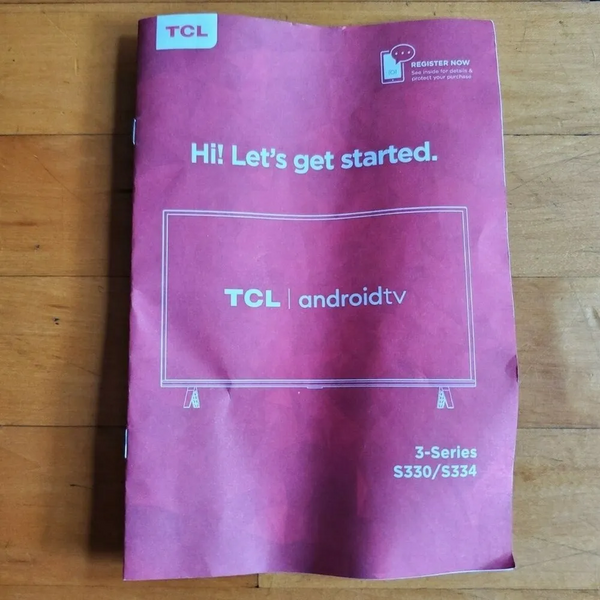 TCL
REGISTER NOW
See inside for details &
protect your purchase
Hi! Let's get started.
TCL | androidtv
3-Series
S330/S334